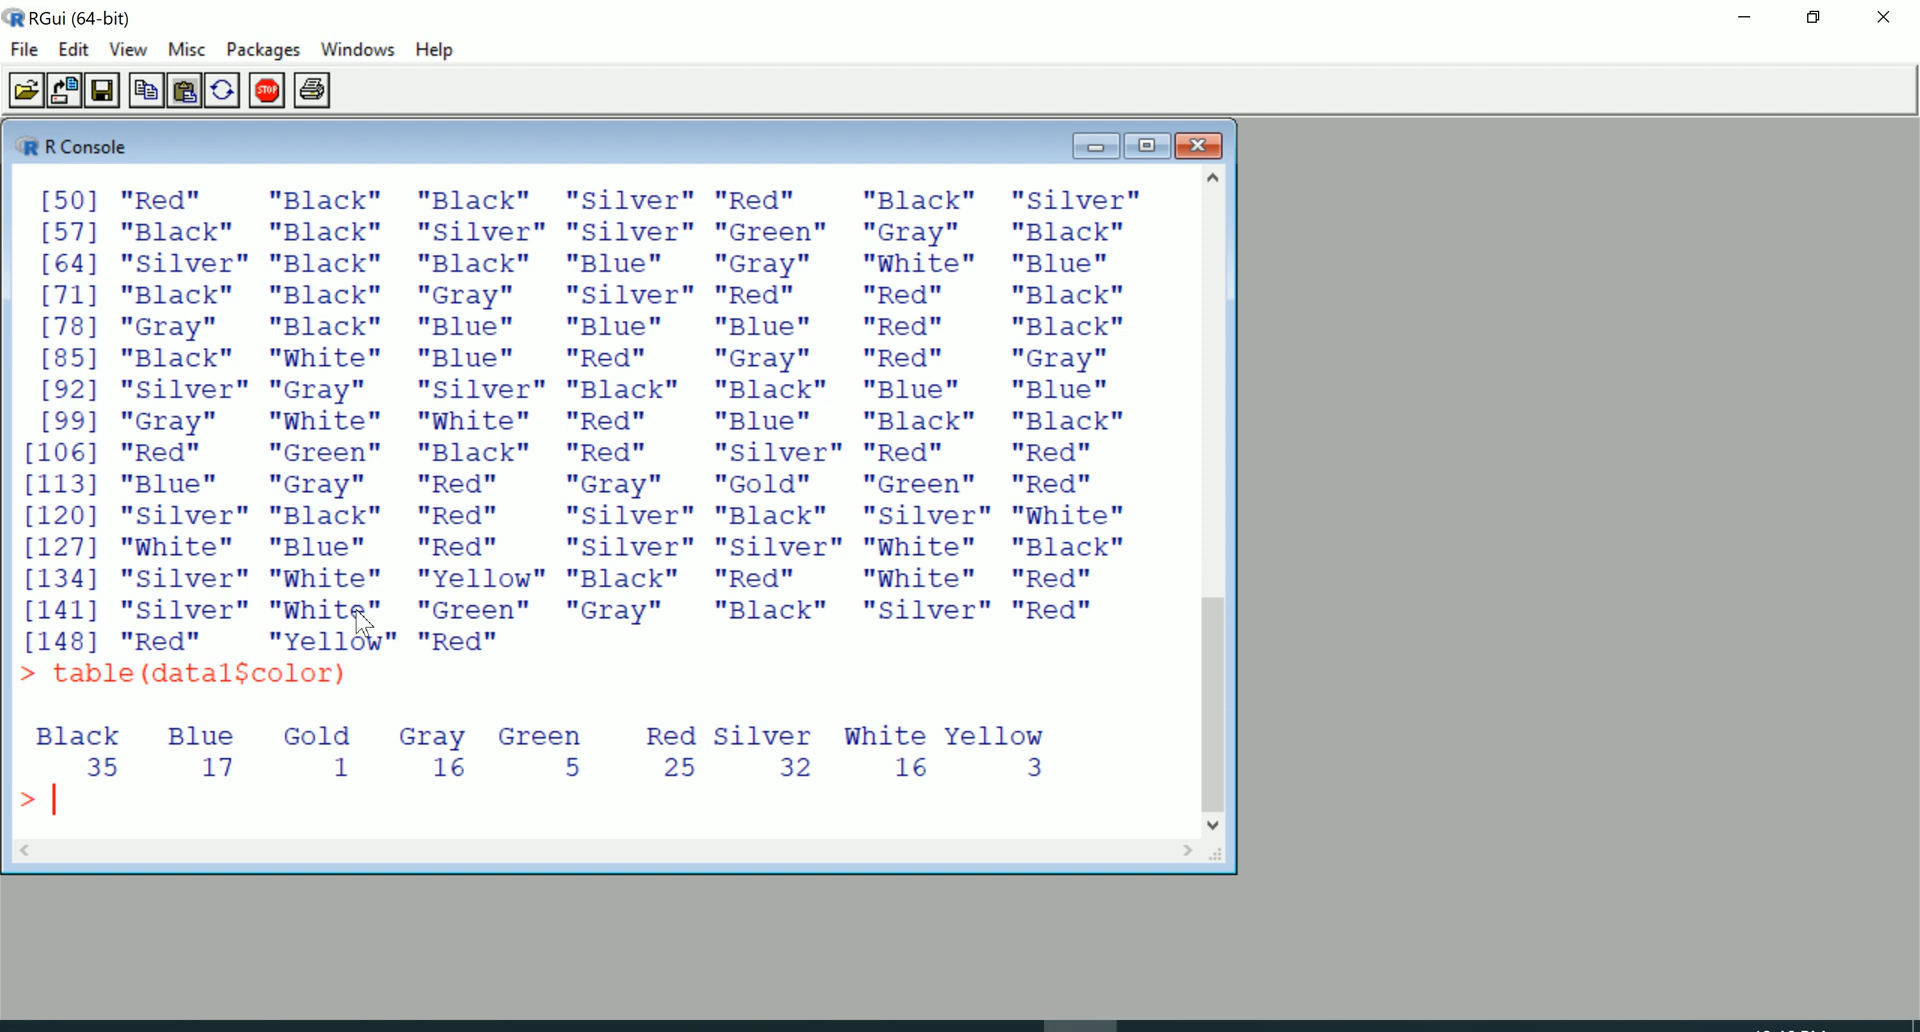 RGui (64-bit)
File Edit View Misc Packages Windows Help
STOP
R Console
[50] "Red" "Black" "Black" "Silver" "Red" "Black" "Silver"
[57] "Black" "Black" "Silver" "Silver" "Green" "Gray" "Black"
[64] "Silver" "Black" "Black" "Blue" "Gray" "White" "Blue"
[71] "Black" "Black" "Gray" "Silver" "Red" "Red" "Black"
[78] "Gray" "Black" "Blue" "Blue" "Blue" "Red" "Black"
[85] "Black" "White" "Blue" "Red" "Gray" "Red" "Gray"
[92] "Silver" "Gray" "Silver" "Black" "Black" "Blue" "Blue"
[99] "Gray" "White" "White" "Red" "Blue" "Black" "Black"
[106] "Red" "Green" "Black" "Red" "Silver" "Red" "Red"
[113] "Blue" "Gray" "Red" "Gray" "Gold" "Green" "Red"
[120] "Silver" "Black" "Red" "Silver" "Black" "Silver" "White"
[127] "White" "Blue" "Red" "Silver" "Silver" "White" "Black"
[134] "Silver" "White" "Yellow" "Black" "Red" "White" "Red"
[141] "Silver" "White" "Green" "Gray" "Black" "Silver" "Red"
[148] "Red" "Yellow" "Red"
> table(data1$color)
Black Blue Gold Gray Green Red Silver White Yellow
35 17 1 16 5 25 32 16 3
>